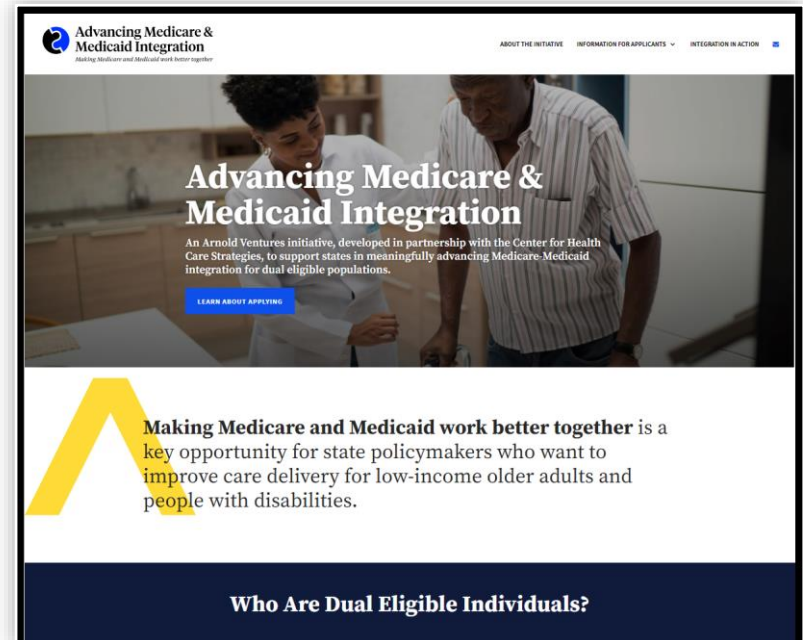 Advancing Medicare &
Medicaid Integration
Making Medicare and Medicaid work better together
ABOUT THE INITIATIVE INFORMATION FOR APPLICANTS INTEGRATION IN ACTION
Advancing Medicare &
Medicaid Integration
An Arnold Ventures initiative, developed in partnership with the Center for Health
Care Strategies, to support states in meaningfully advancing Medicare-Medicaid
integration for dual eligible populations.
LEARN ABOUT APPLYING
Making Medicare and Medicaid work better together is a
key opportunity for state policymakers who want to
improve care delivery for low-income older adults and
people with disabilities.
Who Are Dual Eligible Individuals?